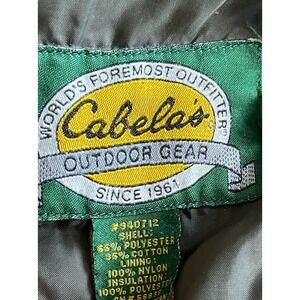 WORLD'S FOREMOST OUTFITTER
Cabela's
OUTDOOR GEAR
SINCE 1961
#940712
SHELL:
65% POLYESTER
35% COTTON
LINING:
100% NYLON
INSULATION:
100% POLYESTER